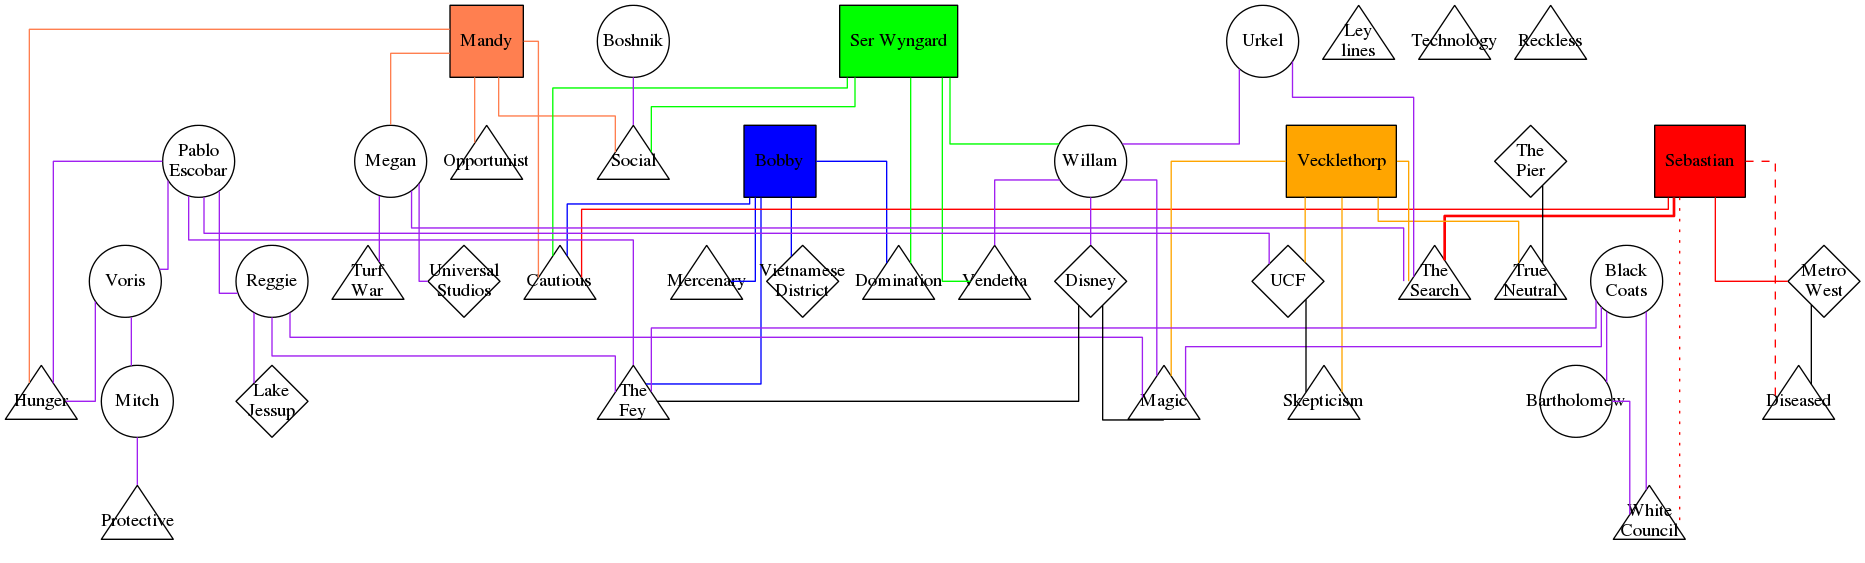 Mandy
Boshnik
Ser Wyngard
Urkel
Ley
lines
Technology
Reckless
Pablo
Escobar
Megan
Opportunist
Social
Bobby
Willam
Vecklethorp
The
Pier
Sebastian
Voris
Reggie
Turf
War
Universal
Studios
Cautious
Mercenary
Vietnamese
District
Domination
Vendetta
Disney
UCF
The
Search
True
Neutral
Black
Coats
Metro
West
Hunger
Mitch
Lake
Jessup
The
Fey
Magic
Skepticism
Bartholomew
Diseased
Protective
White
Council